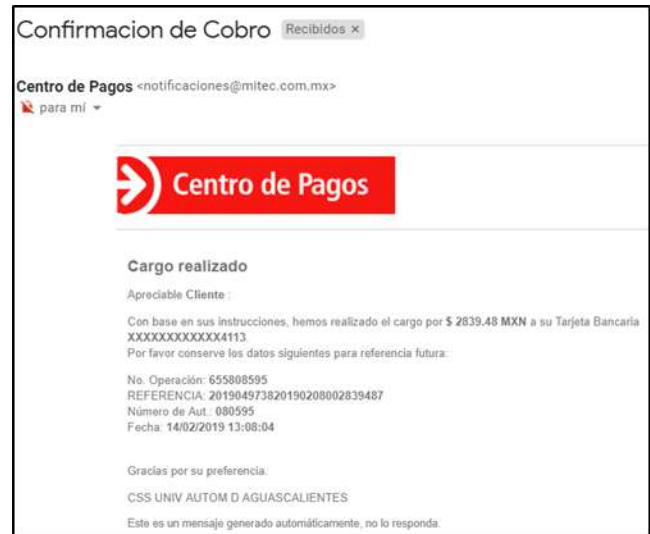 Confirmacion de Cobro Recibidos x
Centro de Pagos <notificaciones@mitec.com.mx>
para mí
Centro de Pagos
Cargo realizado
Apreciable Cliente :
Con base en sus instrucciones, hemos realizado el cargo por $ 2839.48 MXN a su Tarjeta Bancaria
XXXXXXXXXXXX4113.
Por favor conserve los datos siguientes para referencia futura:
No. Operación: 655808595
REFERENCIA: 201904973820190208002839487
Número de Aut.: 080595
Fecha: 14/02/2019 13:08:04
Gracias por su preferencia.
CSS UNIV AUTOM D AGUASCALIENTES
Este es un mensaje generado automáticamente, no lo responda.